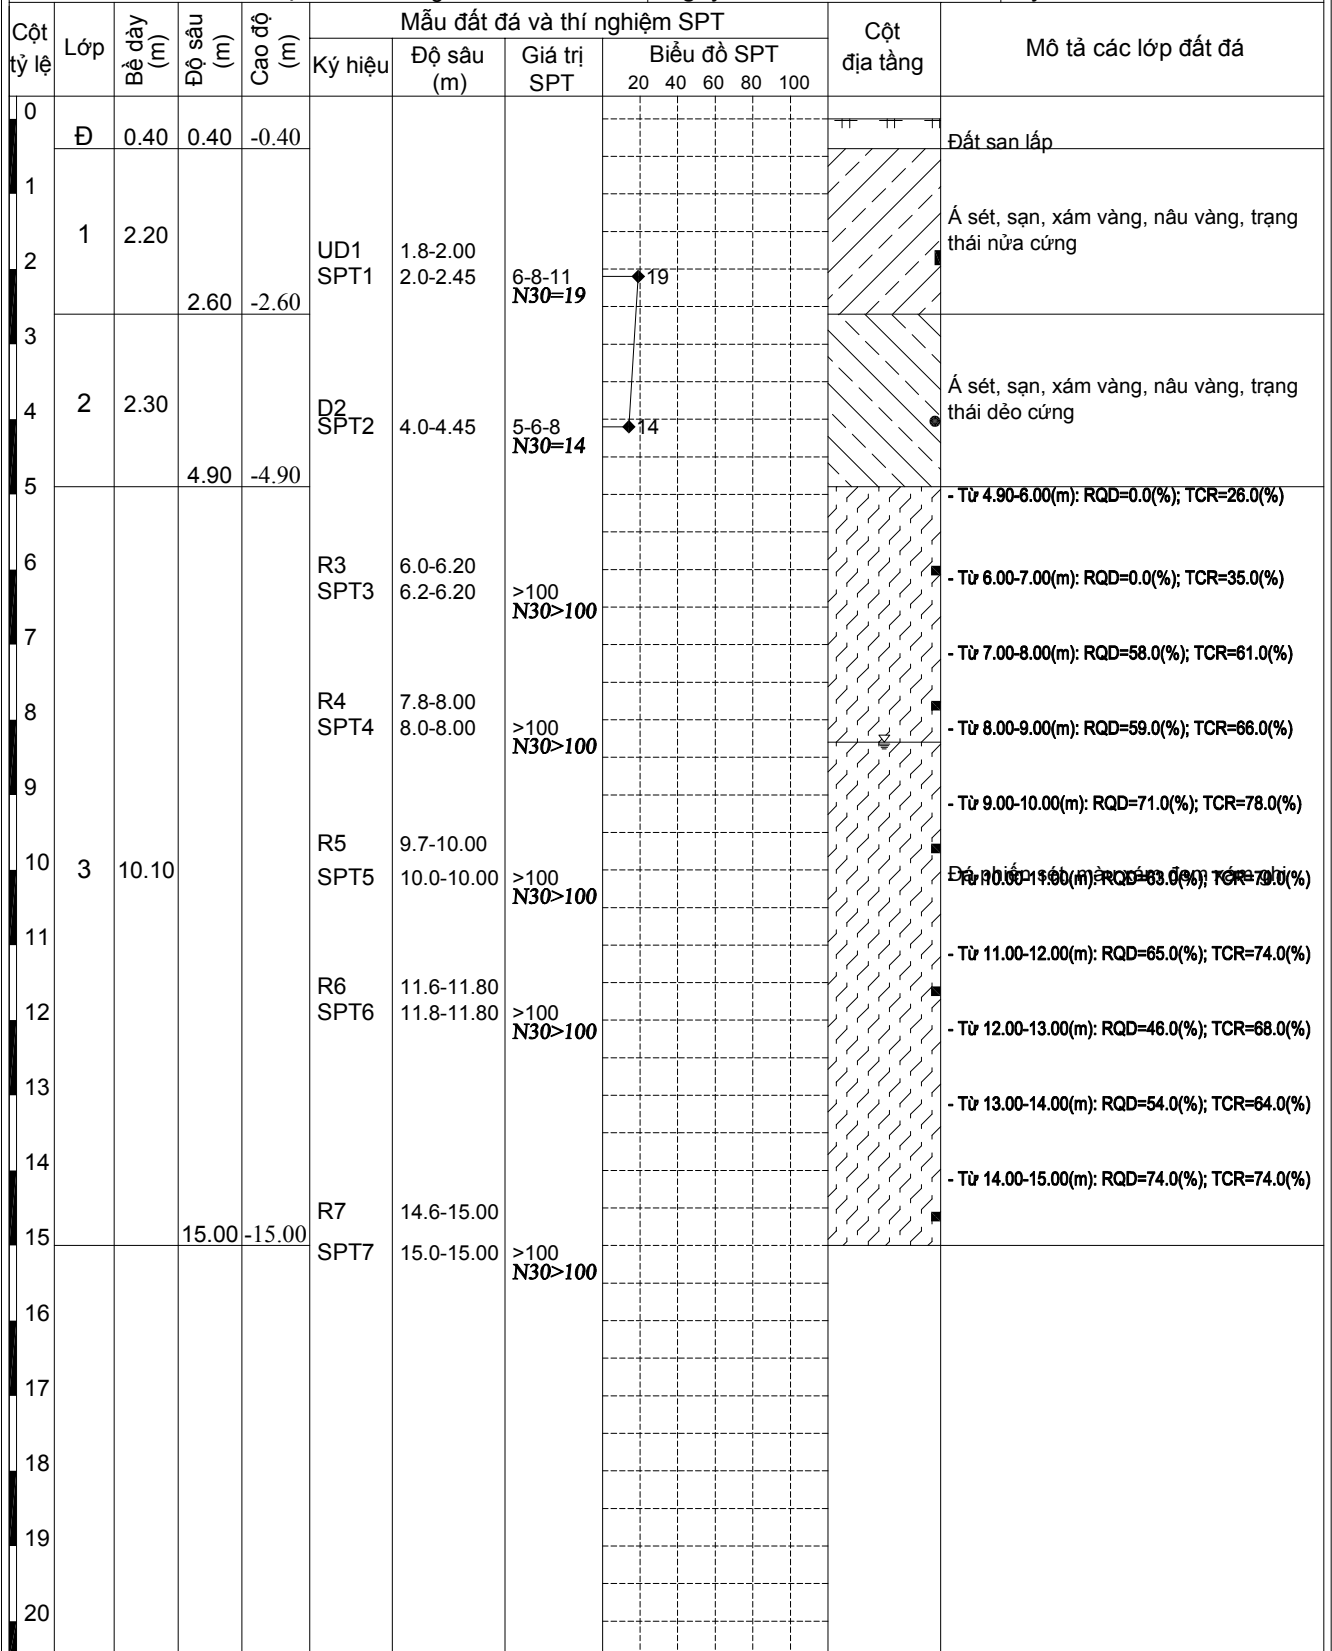 Cột tỷ lệ
Lớp
Bề dày (m)
Độ sâu (m)
Cao độ (m)
Mẫu đất đá và thí nghiệm SPT
Ký hiệu
Độ sâu (m)
Giá trị SPT
Biểu đồ SPT
20 40 60 80 100
Cột địa tầng
Mô tả các lớp đất đá
0
Đ 0.40 0.40 -0.40
Đất san lấp
1
1 2.20
Á sét, sạn, xám vàng, nâu vàng, trạng
thái nửa cứng
UD1 1.8-2.00
2
SPT1 2.0-2.45 6-8-11 19
N30=19
2.60 -2.60
3
Á sét, sạn, xám vàng, nâu vàng, trạng
thái dẻo cứng
2 2.30
4
D2
SPT2 4.0-4.45 5-6-8 14
N30=14
4.90 -4.90
5
- Từ 4.90-6.00(m): RQD=0.0(%); TCR=26.0(%)
6
R3 6.0-6.20
- Từ 6.00-7.00(m): RQD=0.0(%); TCR=35.0(%)
SPT3 6.2-6.20 >100
N30>100
7
- Từ 7.00-8.00(m): RQD=58.0(%); TCR=61.0(%)
R4 7.8-8.00
8
SPT4 8.0-8.00 >100
- Từ 8.00-9.00(m): RQD=59.0(%); TCR=66.0(%)
N30>100
9
- Từ 9.00-10.00(m): RQD=71.0(%); TCR=78.0(%)
R5 9.7-10.00
10
3 10.10
SPT5 10.0-10.00 >100
- Từ 10.00-11.00(m): RQD=63.0(%);
N30>100
11
- Từ 11.00-12.00(m): RQD=65.0(%); TCR=74.0(%)
R6 11.6-11.80
12
SPT6 11.8-11.80 >100
N30>100
- Từ 12.00-13.00(m): RQD=46.0(%); TCR=68.0(%)
13
- Từ 13.00-14.00(m): RQD=54.0(%); TCR=64.0(%)
14
- Từ 14.00-15.00(m): RQD=74.0(%); TCR=74.0(%)
R7 14.6-15.00
15
15.00 -15.00
SPT7 15.0-15.00 >100
N30>100
16
17
18
19
20